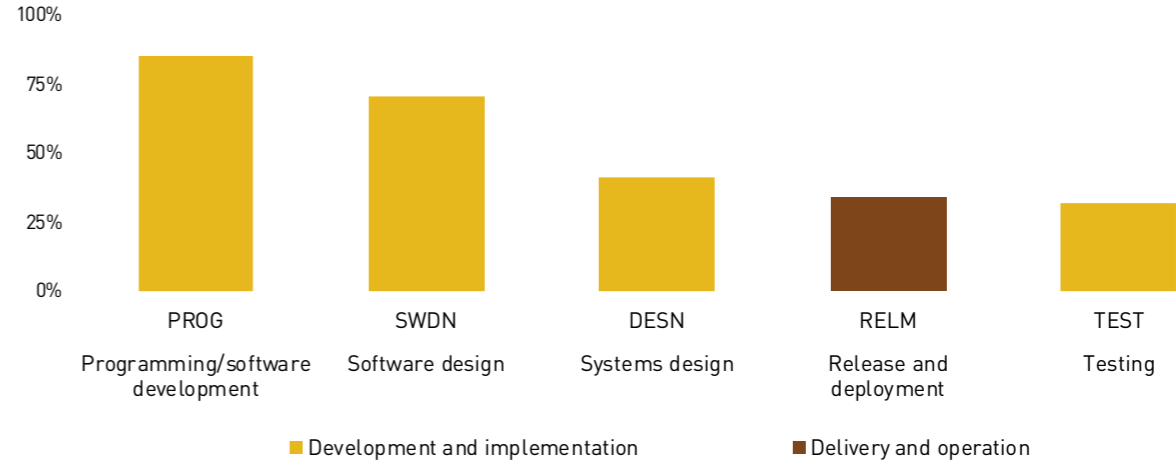 100%
75%
50%
25%
0%
PROG
SWDN
DESN
RELM
TEST
Programming/software
development
Software design
Systems design
Release and
deployment
Testing
Development and implementation
Delivery and operation